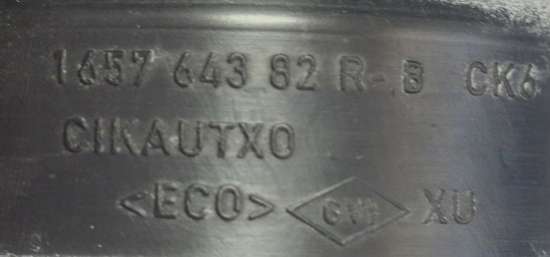 1657 643 82 R-B CK6
CIKAUTXO
<ECO> XU